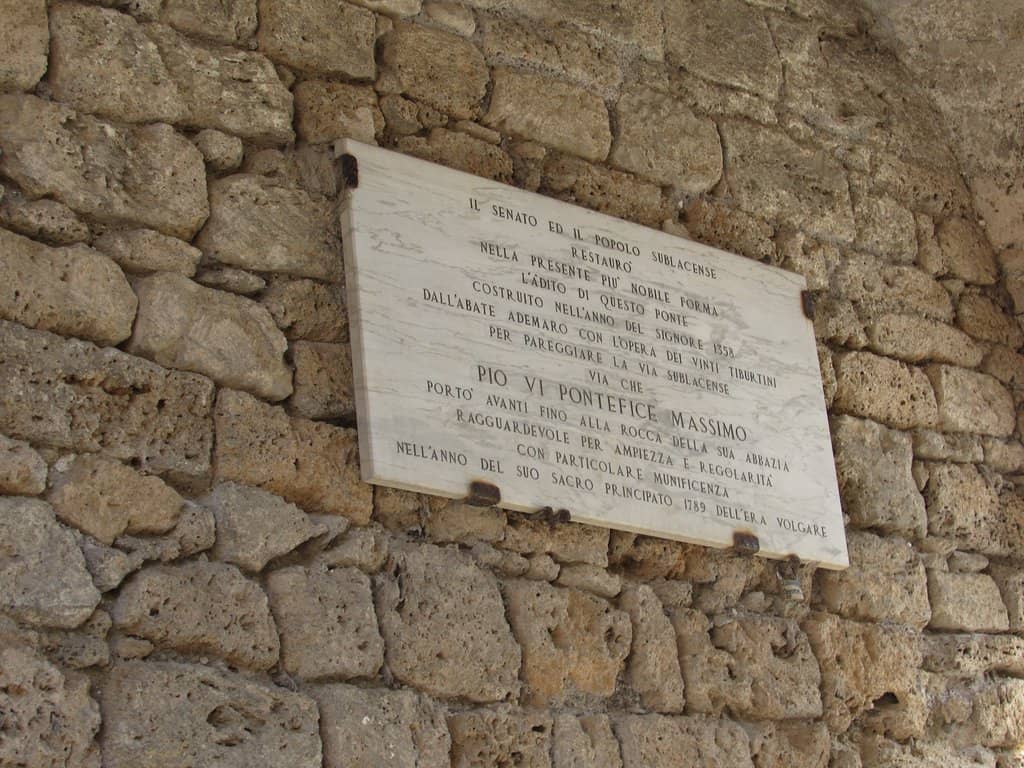 IL SENATO ED IL POPOLO SUBLACENSE
RESTAURO'
NELLA PRESENTE PIU' NOBILE FORMA
L'ADITO DI QUESTO PONTE
COSTRUITO NELL'ANNO DEL SIGNORE 1358
DALL'ABATE ADEMARO CON L'OPERA DEI VINTI TIBURTINI
PER PAREGGIARE LA VIA SUBLACENSE
VIA CHE
PIO VI PONTEFICE MASSIMO
PORTO' AVANTI FINO ALLA ROCCA DELLA SUA ABBAZIA
RAGGUARDEVOLE PER AMPIEZZA E REGOLARITA'
CON PARTICOLARE MUNIFICENZA
NELL'ANNO DEL SUO SACRO PRINCIPATO 1789 DELL'ERA VOLGARE